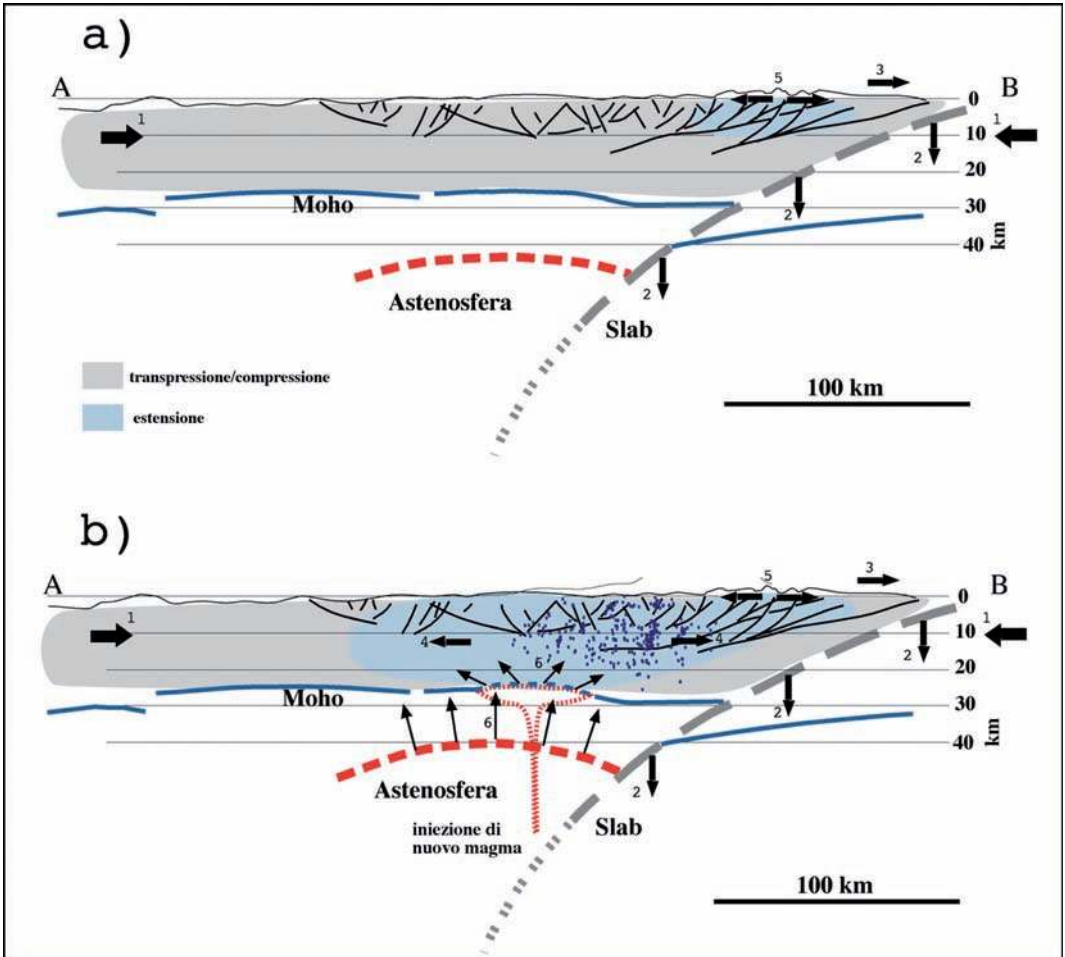 a)
A
B
1
5
3
0
1
10
2
20
2
Moho
30
40
km
2
Astenosfera
Slab
transpressione/compressione
estensione
100 km
b)
A
B
1
5
3
0
1
4
4
10
2
6
20
2
Moho
30
6
40
km
2
Astenosfera
Slab
iniezione di
nuovo magma
100 km